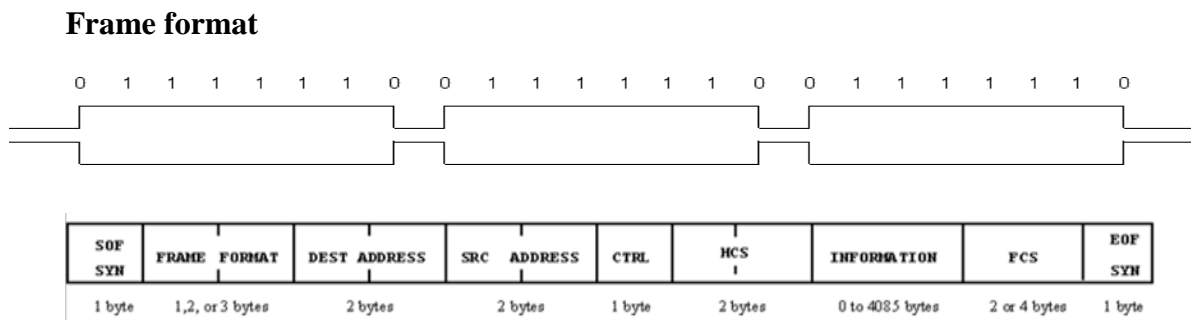 Frame format
0 1 1 1 1 1 1 0 0 1 1 1 1 1 1 0 0 1 1 1 1 1 1 0
SOF SYN FRAME FORMAT DEST ADDRESS SRC ADDRESS CTRL HCS INFORMATION FCS EOF SYN
1 byte 1,2, or 3 bytes 2 bytes 2 bytes 1 byte 2 bytes 0 to 4085 bytes 2 or 4 bytes 1 byte